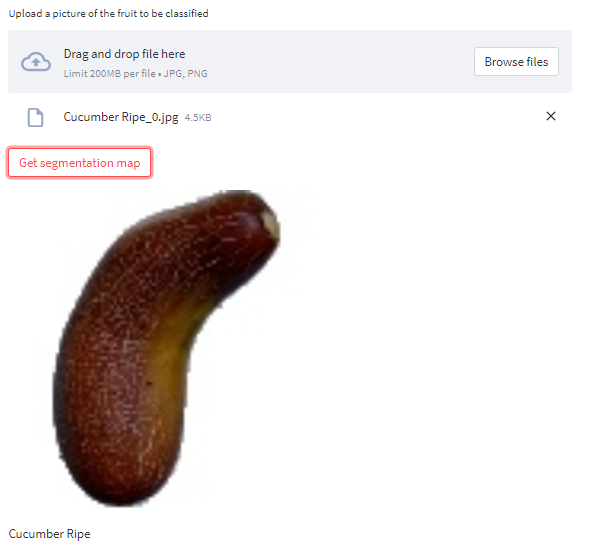 Upload a picture of the fruit to be classified
Drag and drop file here
Limit 200MB per file • JPG, PNG
Browse files
Cucumber Ripe_0.jpg 4.5KB
Get segmentation map
Cucumber Ripe